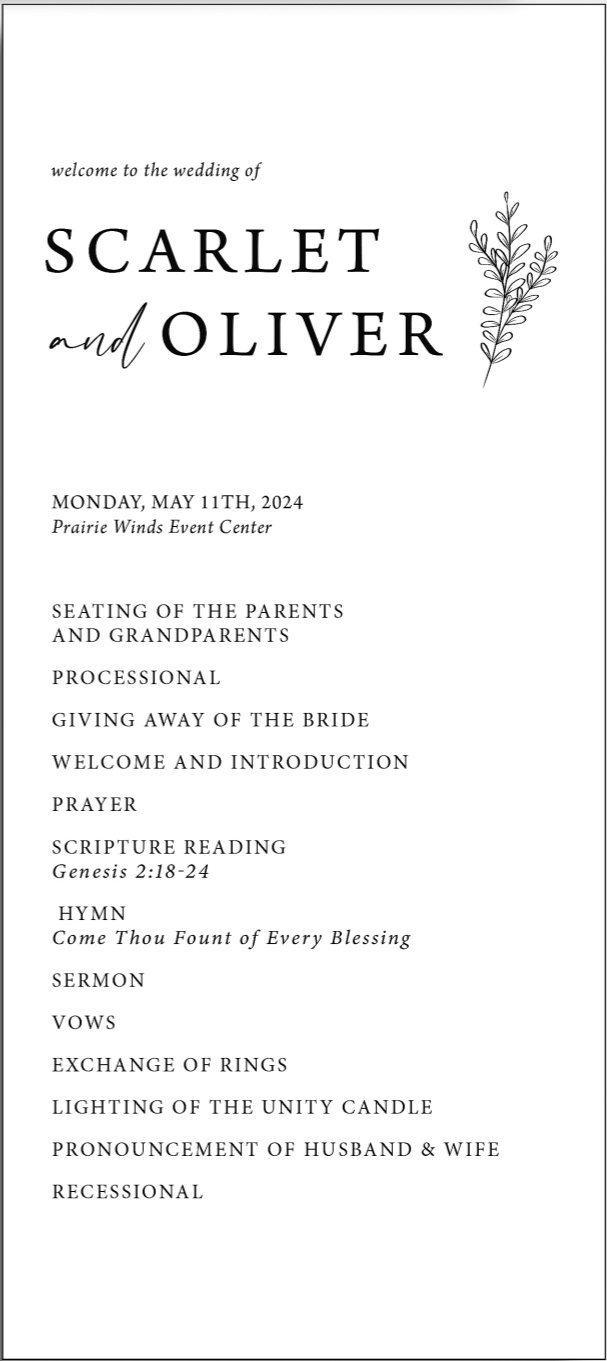 welcome to the wedding of
SCARLET
and OLIVER
MONDAY, MAY 11TH, 2024
Prairie Winds Event Center
SEATING OF THE PARENTS
AND GRANDPARENTS
PROCESSIONAL
GIVING AWAY OF THE BRIDE
WELCOME AND INTRODUCTION
PRAYER
SCRIPTURE READING
Genesis 2:18-24
HYMN
Come Thou Fount of Every Blessing
SERMON
VOWS
EXCHANGE OF RINGS
LIGHTING OF THE UNITY CANDLE
PRONOUNCEMENT OF HUSBAND & WIFE
RECESSIONAL